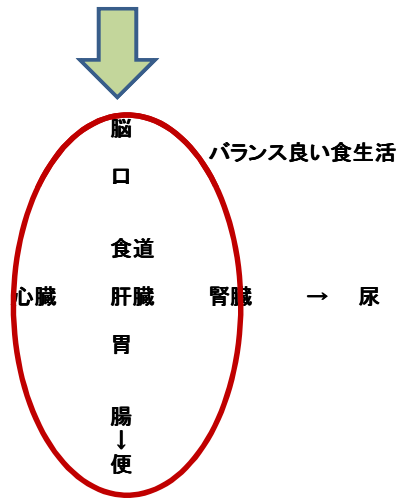 脳
バランス良い食生活
口
食道
心臓 肝臓 腎臓 → 尿
胃
腸
↓
便